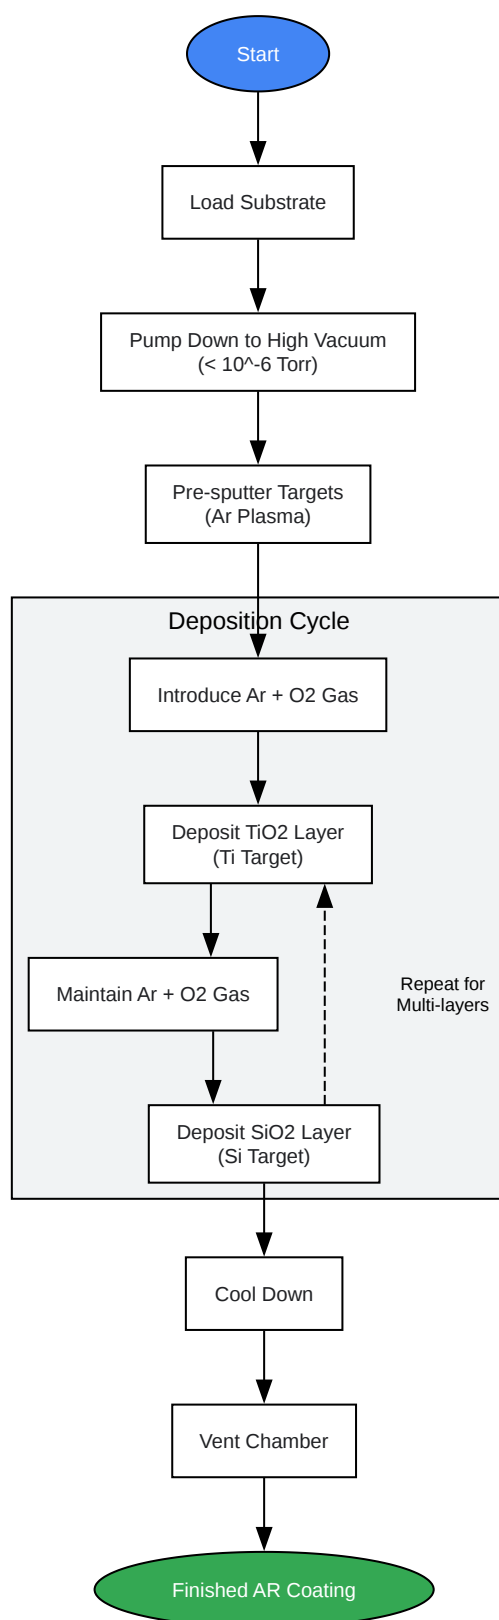 Start
Load Substrate
Pump Down to High Vacuum
(< 10^-6 Torr)
Pre-sputter Targets
(Ar Plasma)
Deposition Cycle
Introduce Ar + O2 Gas
Deposit TiO2 Layer
(Ti Target)
Maintain Ar + O2 Gas
Repeat for
Multi-layers
Deposit SiO2 Layer
(Si Target)
Cool Down
Vent Chamber
Finished AR Coating